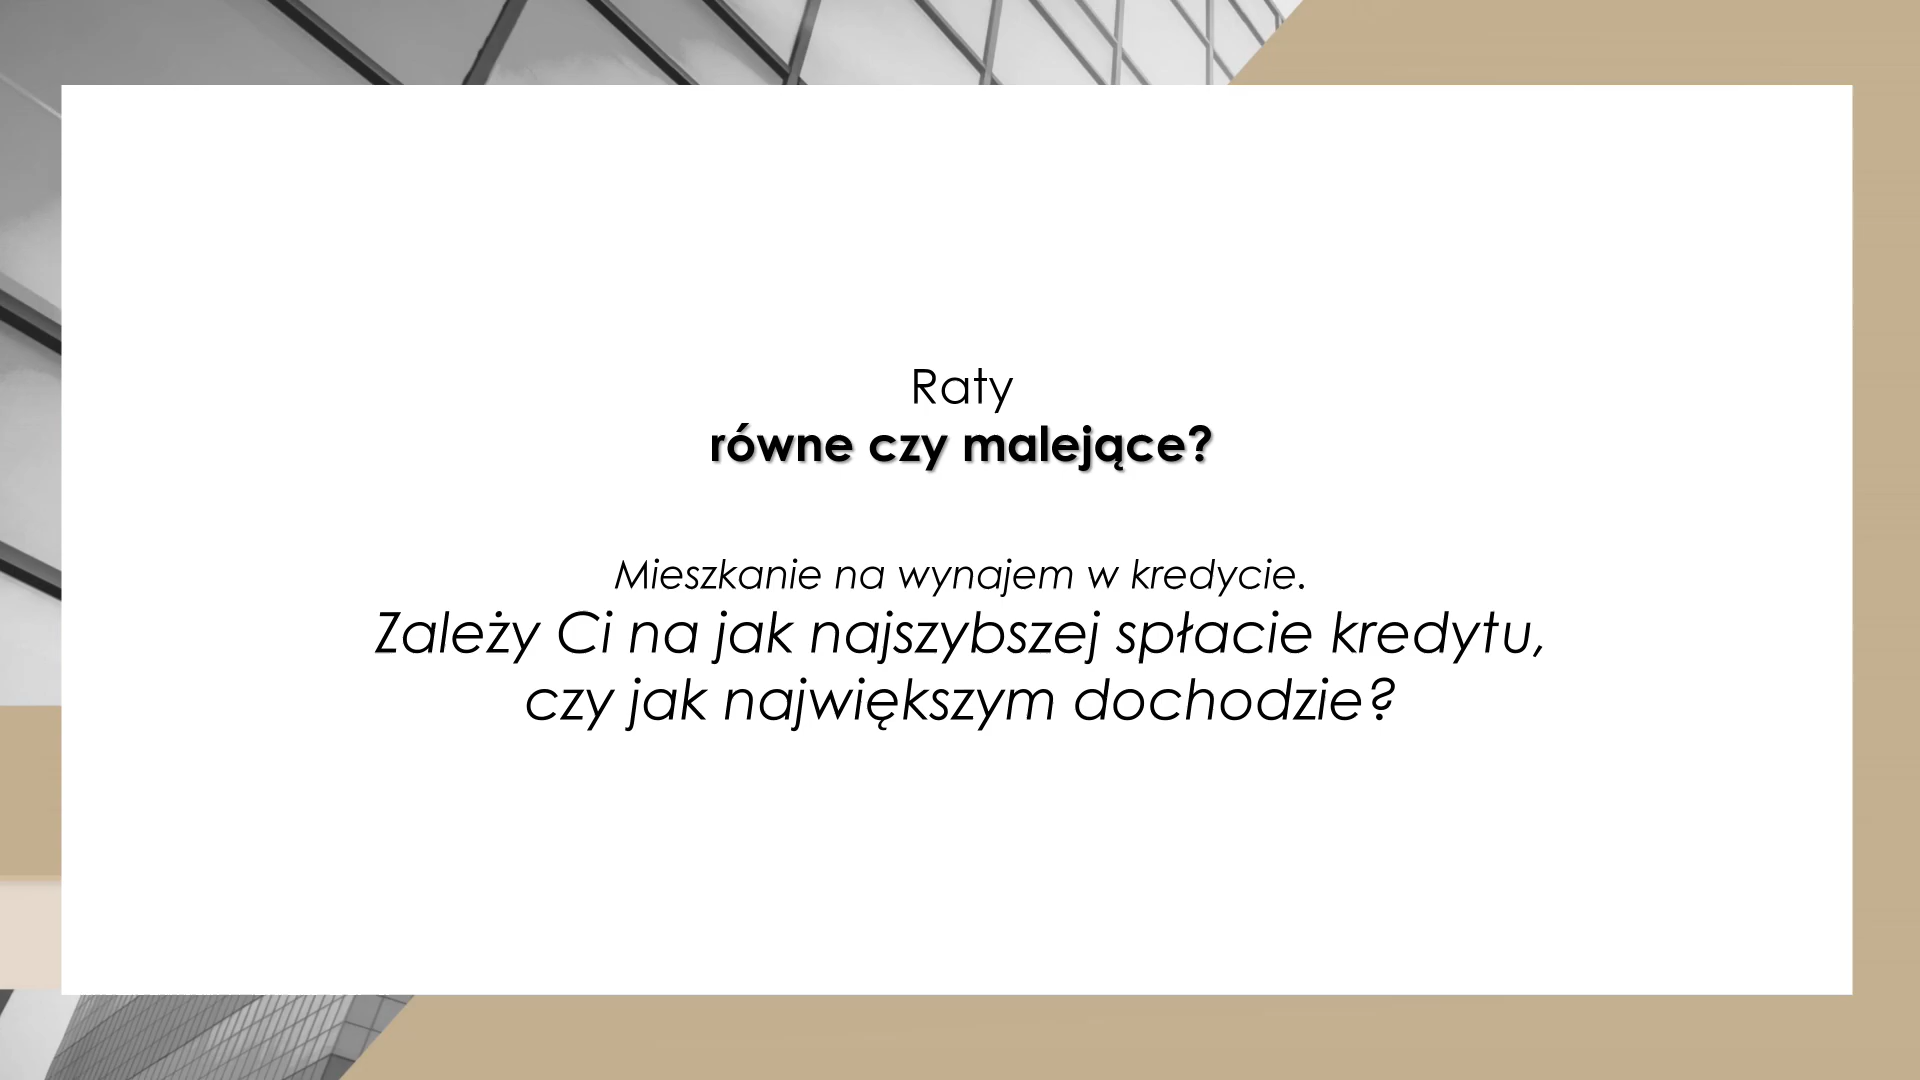 Raty
równe czy malejące?
Mieszkanie na wynajem w kredycie.
Zależy Ci na jak najszybszej spłacie kredytu,
czy jak największym dochodzie?